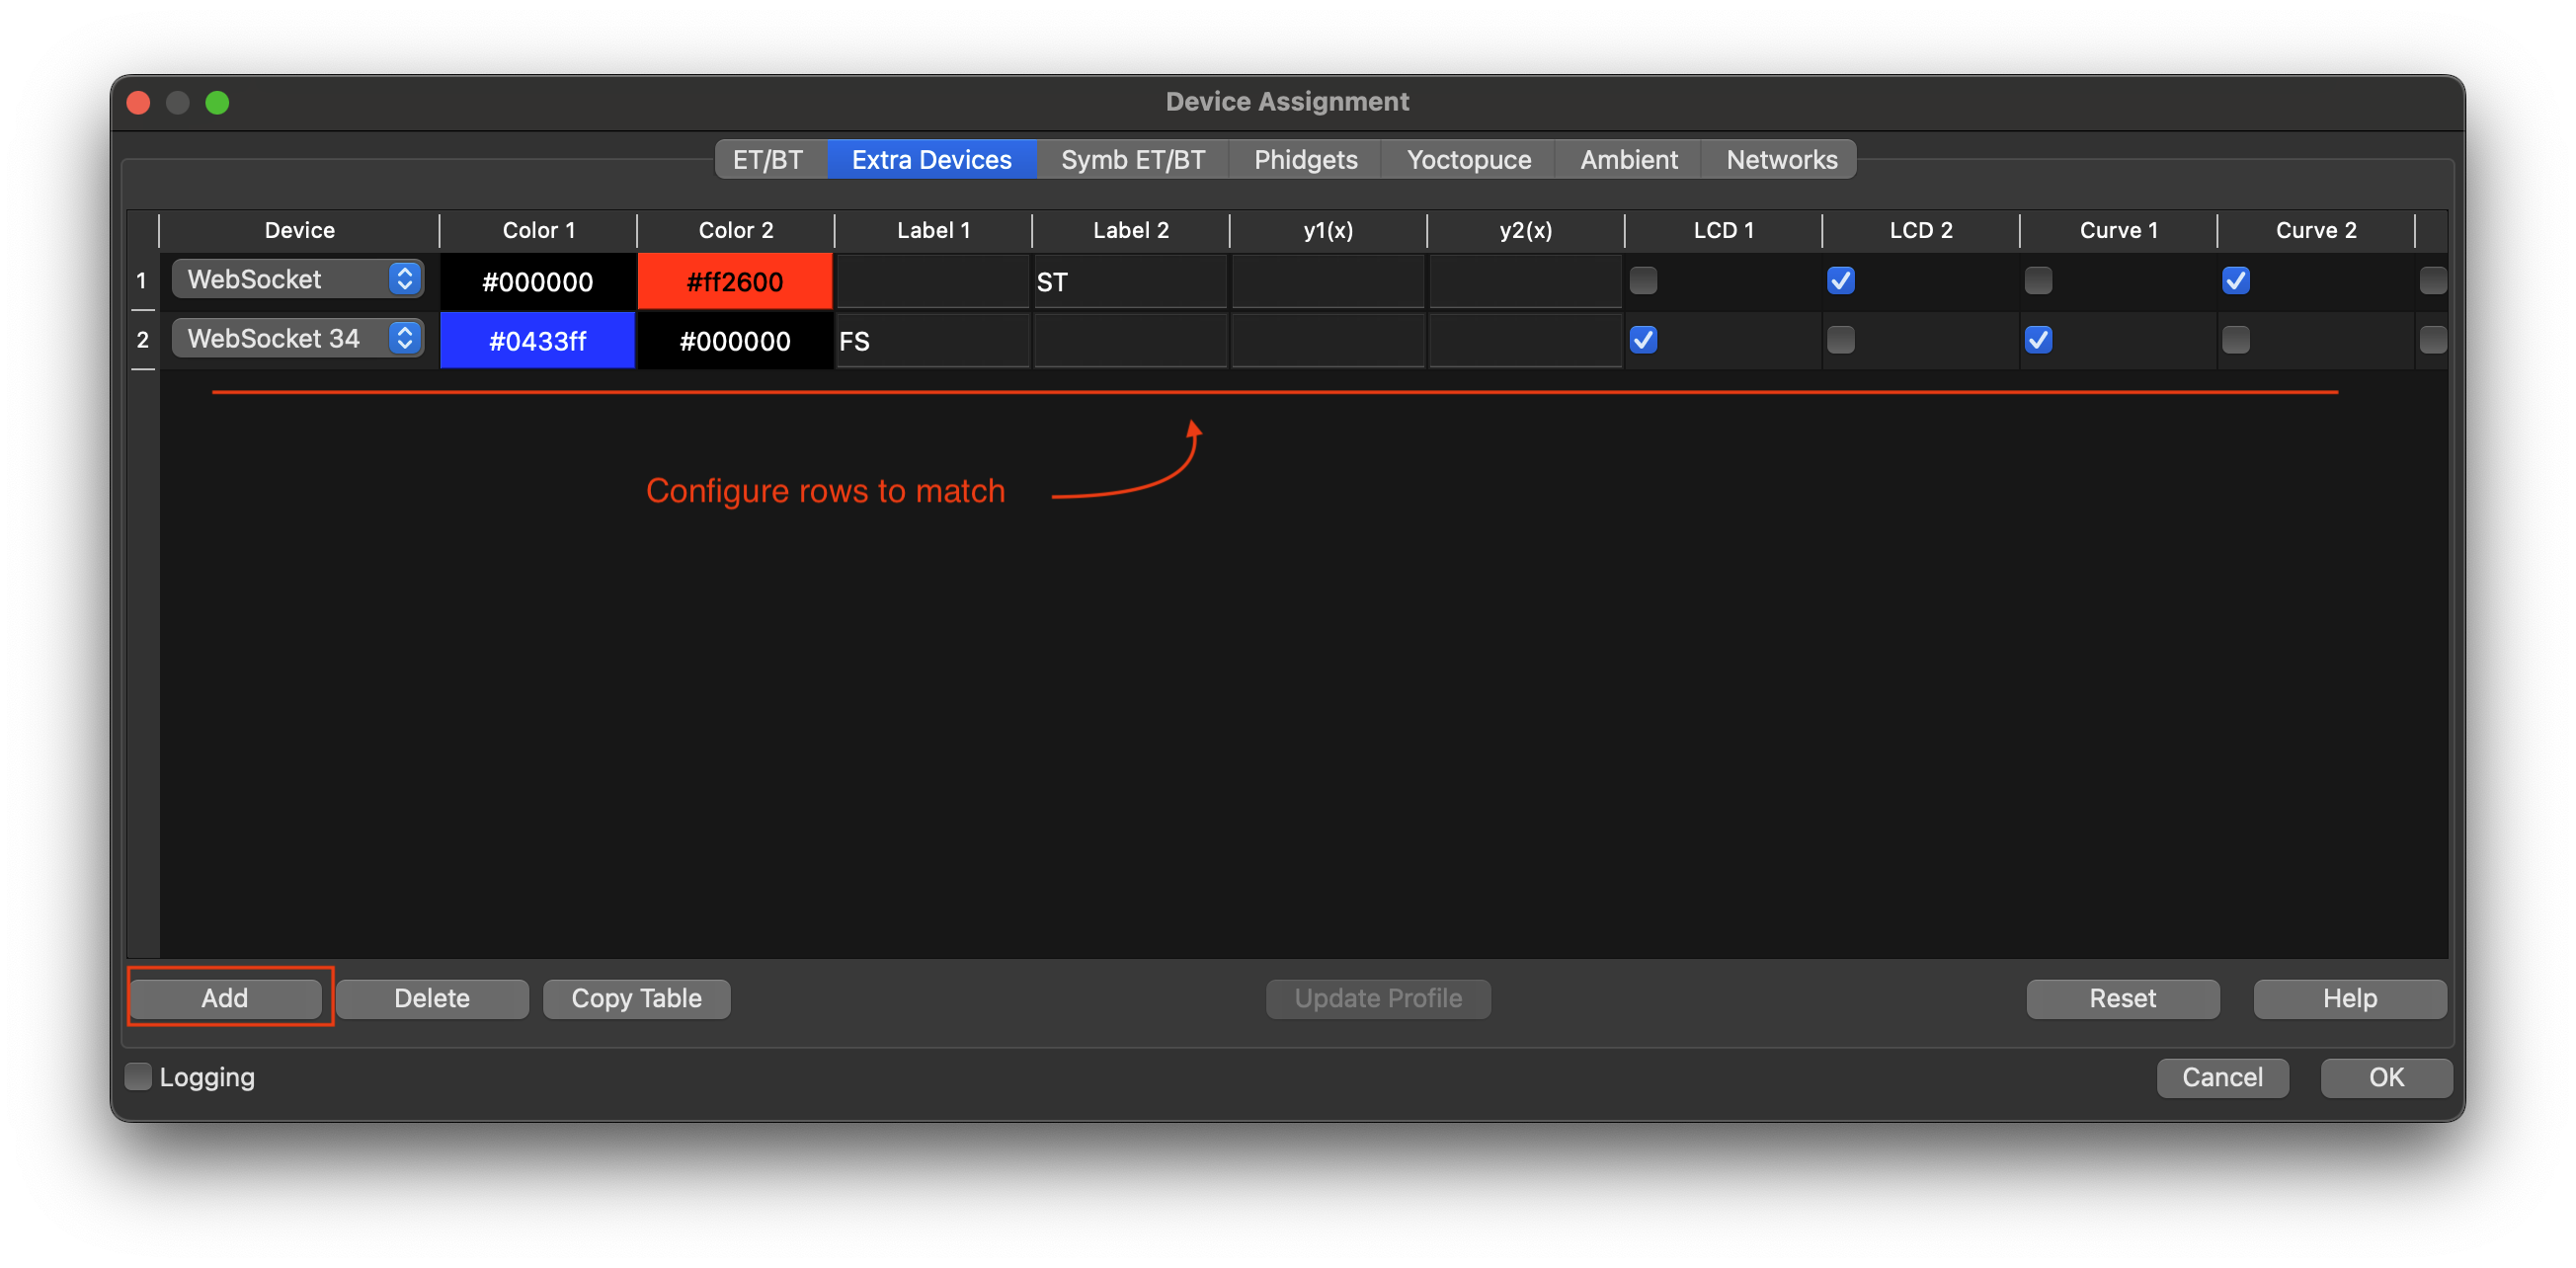 Device Assignment
ET/BT Extra Devices Symb ET/BT Phidgets Yoctopuce Ambient Networks
Device Color 1 Color 2 Label 1 Label 2 y1(x) y2(x) LCD 1 LCD 2 Curve 1 Curve 2
1 WebSocket #000000 #ff2600 ST
2 WebSocket 34 #0433ff #000000 FS
Configure rows to match
Add Delete Copy Table Update Profile Reset Help
Logging Cancel OK